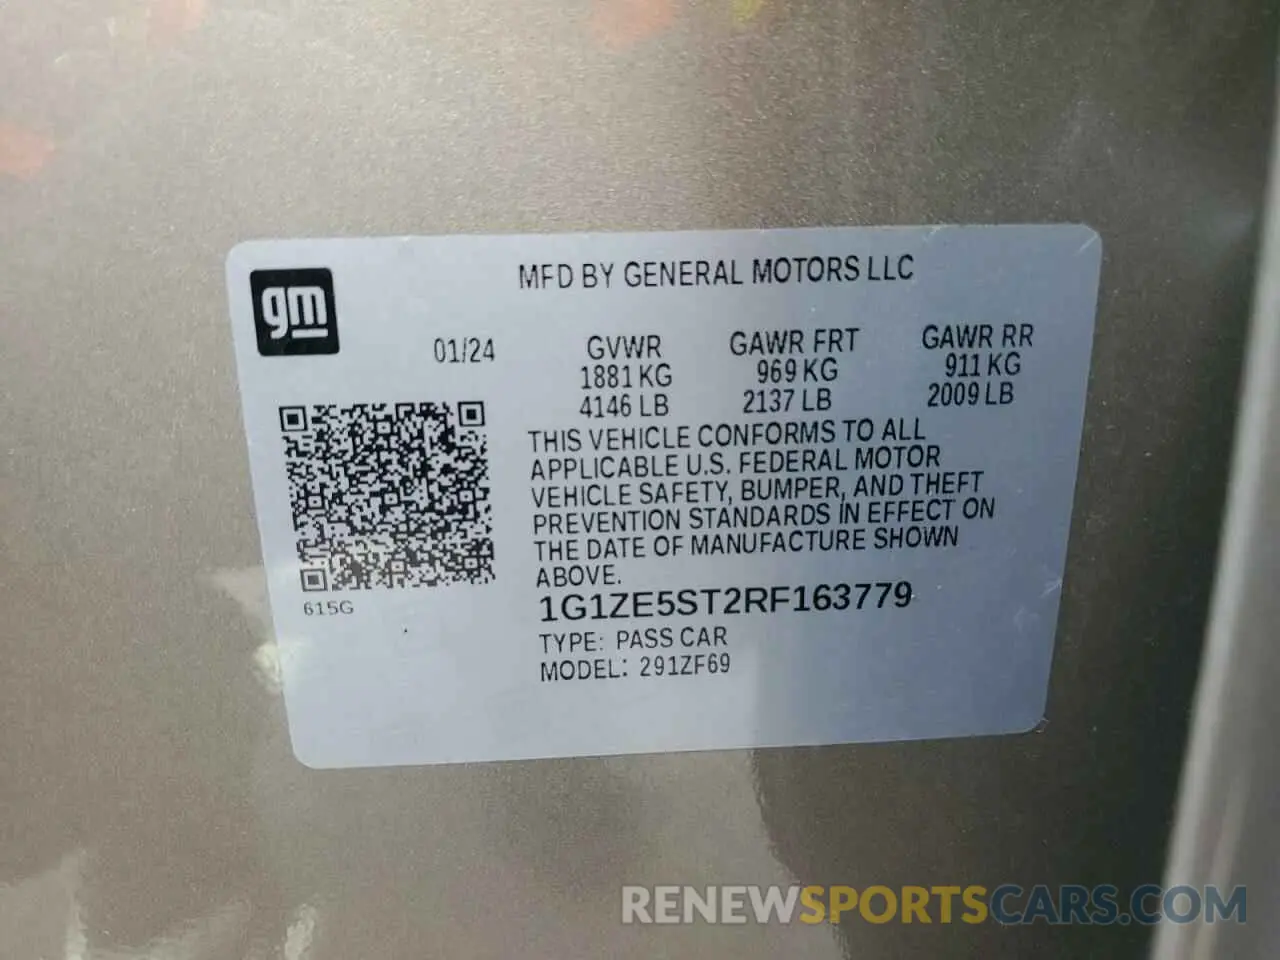 MFD BY GENERAL MOTORS LLC
gm
01/24 GVWR GAWR FRT GAWR RR
1881 KG 969 KG 911 KG
4146 LB 2137 LB 2009 LB
THIS VEHICLE CONFORMS TO ALL
APPLICABLE U.S. FEDERAL MOTOR
VEHICLE SAFETY, BUMPER, AND THEFT
PREVENTION STANDARDS IN EFFECT ON
THE DATE OF MANUFACTURE SHOWN
ABOVE.
615G
1G1ZE5ST2RF163779
TYPE: PASS CAR
MODEL: 291ZF69
RENEWSPORTSCARS.COM